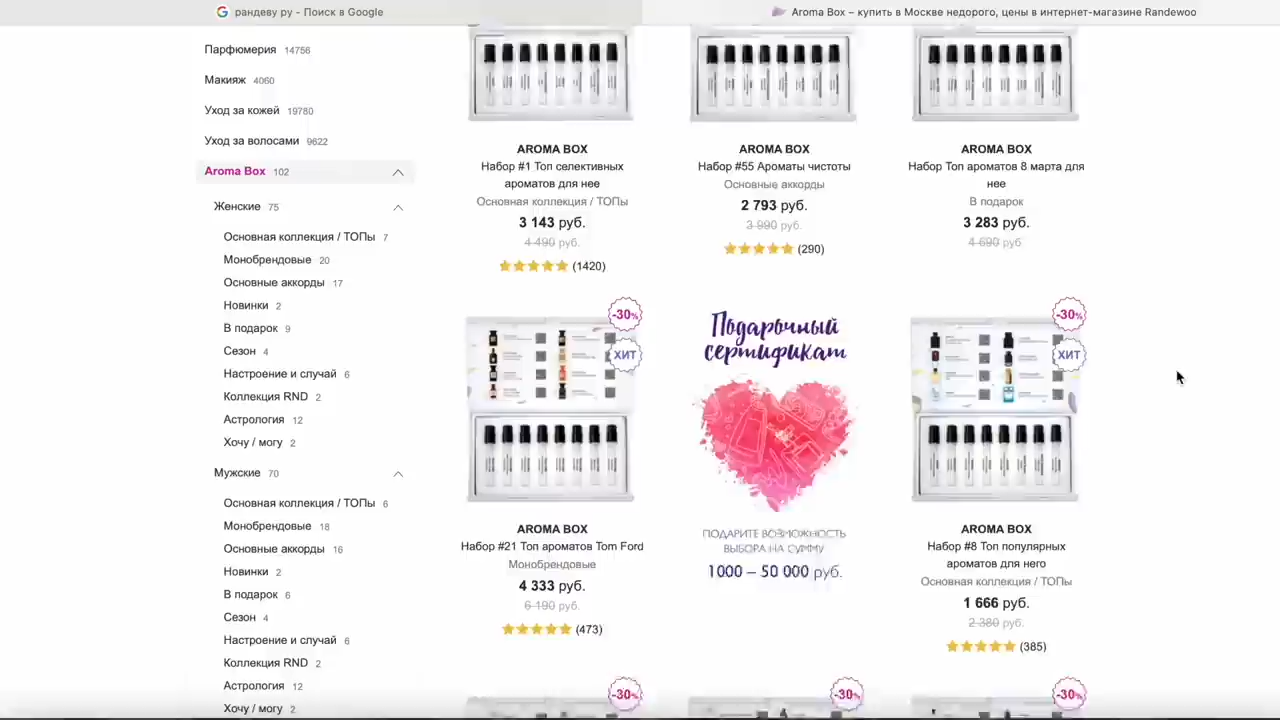 рандеву ру - Поиск в Google
Aroma Box – купить в Москве недорого, цены в интернет-магазине Randewoo
Парфюмерия 14756
Макияж 4060
Уход за кожей 19780
Уход за волосами 9622
Aroma Box 102
Женские 75
Основная коллекция / ТОПы 7
Монобрендовые 20
Основные аккорды 17
Новинки 2
В подарок 9
Сезон 4
Настроение и случай 6
Коллекция RND 2
Астрология 12
Хочу / могу 2
Мужские 70
Основная коллекция / ТОПы 6
Монобрендовые 18
Основные аккорды 16
Новинки 2
В подарок 6
Сезон 4
Настроение и случай 6
Коллекция RND 2
Астрология 12
Хочу / могу 2
AROMA BOX
Набор #1 Топ селективных
ароматов для нее
Основная коллекция / ТОПы
3 143 руб.
4 490 руб.
(1420)
AROMA BOX
Набор #55 Ароматы чистоты
Основные аккорды
2 793 руб.
3 990 руб.
(290)
AROMA BOX
Набор Топ ароматов 8 марта для
нее
В подарок
3 283 руб.
4 690 руб.
-30%
ХИТ
AROMA BOX
Набор #21 Топ ароматов Tom Ford
Монобрендовые
4 333 руб.
6 190 руб.
(473)
Подарочный
сертификат
ПОДАРИТЕ ВОЗМОЖНОСТЬ
ВЫБОРА НА СУММУ
1000 – 50 000 руб.
-30%
ХИТ
AROMA BOX
Набор #8 Топ популярных
ароматов для него
Основная коллекция / ТОПы
1 666 руб.
2 380 руб.
(385)
-30%
-30%
-30%